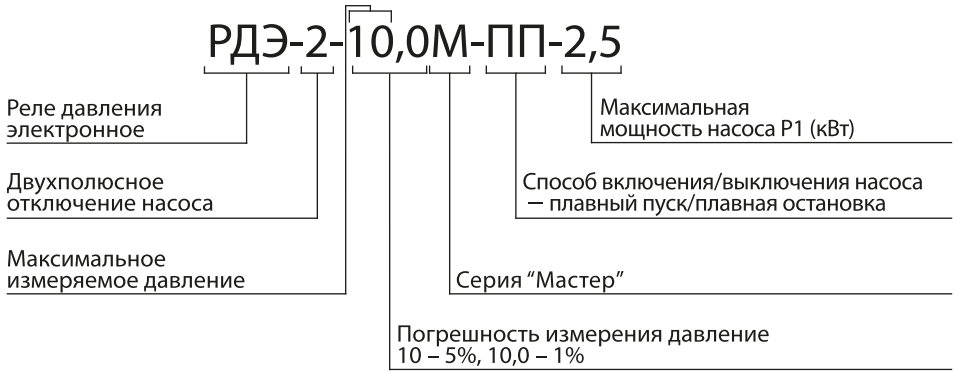 РДЭ-2-10,0М-ПП-2,5
Реле давления
электронное
Двухполюсное
отключение насоса
Максимальное
измеряемое давление
Максимальная
мощность насоса P1 (кВт)
Способ включения/выключения насоса
– плавный пуск/плавная остановка
Серия “Мастер”
Погрешность измерения давление
10 – 5%, 10,0 – 1%